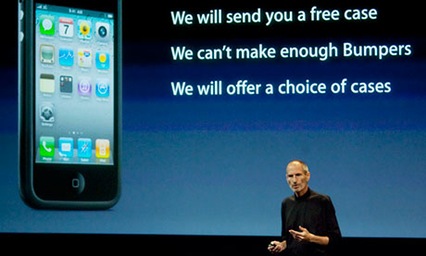 We will send you a free case
We can't make enough Bumpers
We will offer a choice of cases